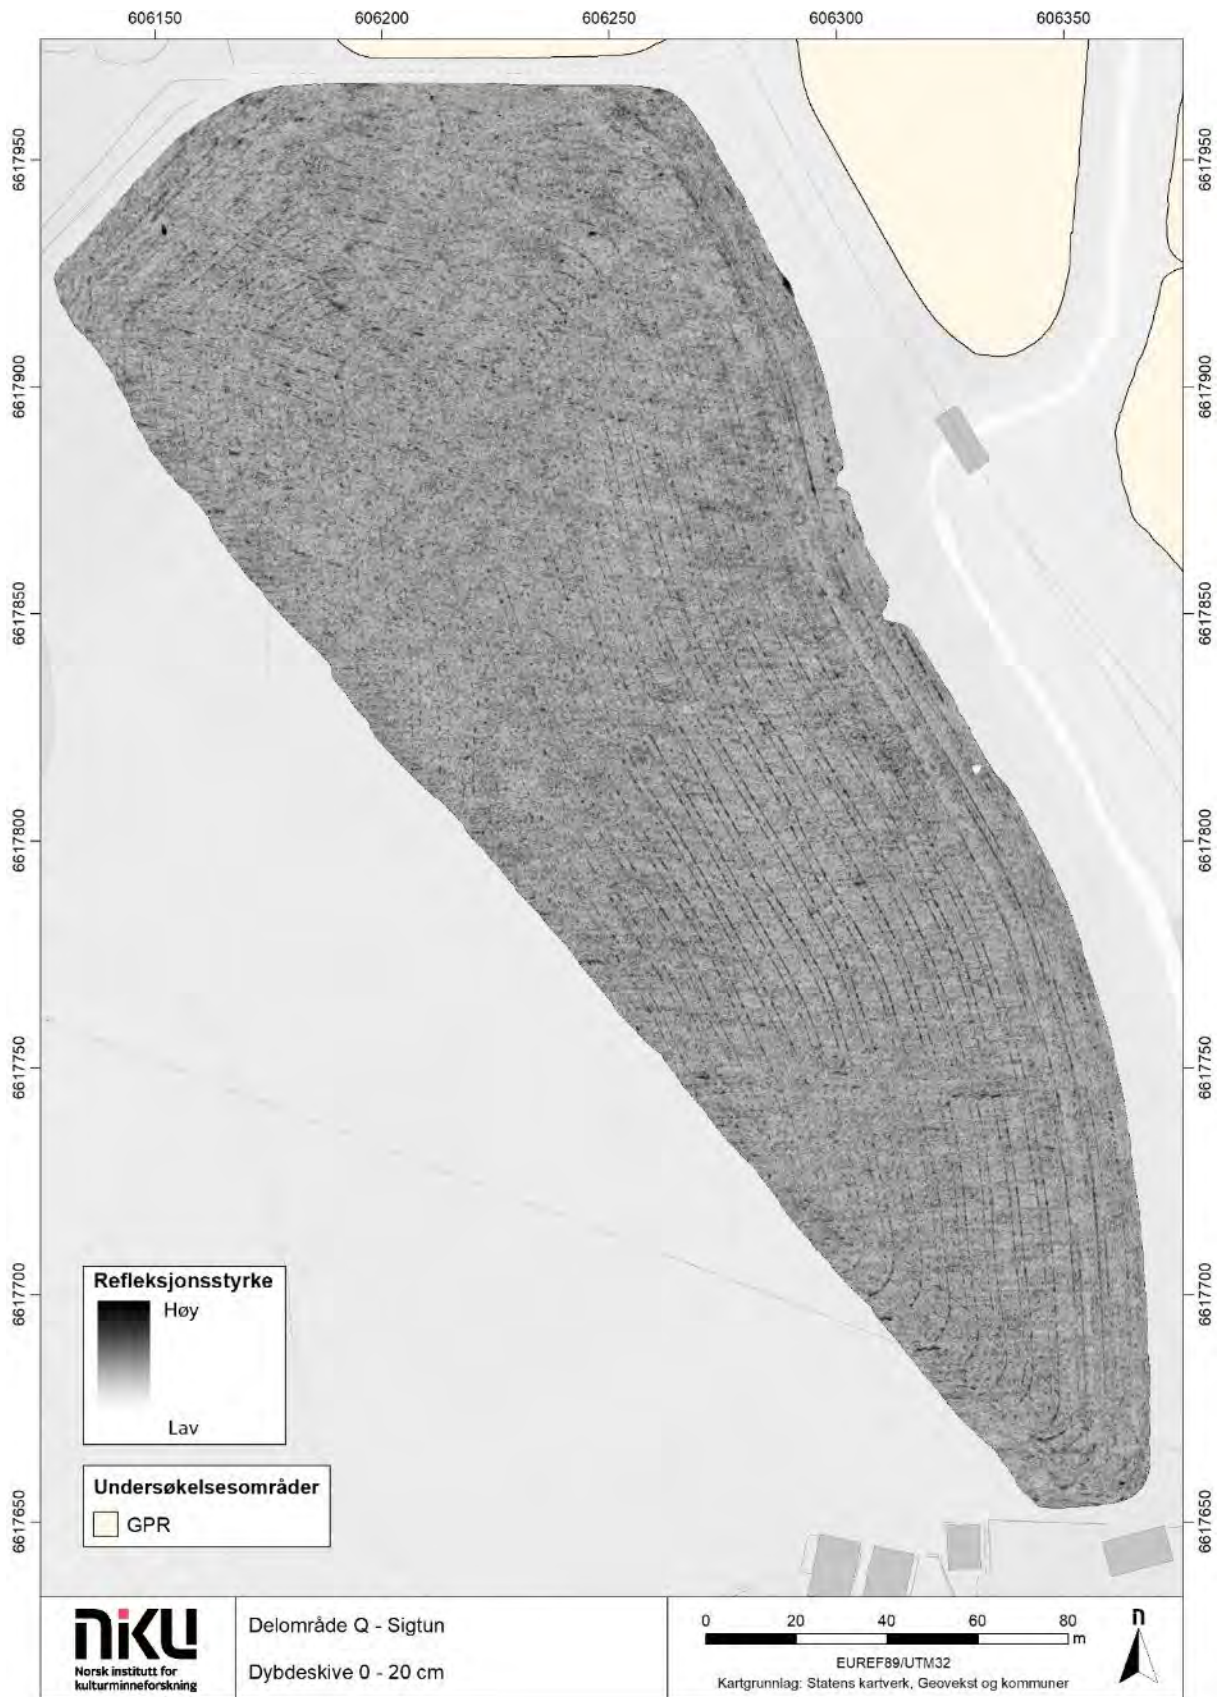 606150 606200 606250 606300 606350
6617950 6617950
6617900 6617900
6617850 6617850
6617800 6617800
6617750 6617750
6617700 6617700
6617650 6617650
Refleksjonsstyrke
Høy
Lav
Undersøkelsesområder
GPR
niku
Norsk institutt for
kulturminneforskning
Delområde Q - Sigtun
Dybdeskive 0 - 20 cm
0 20 40 60 80
m
EUREF89/UTM32
Kartgrunnlag: Statens kartverk, Geovekst og kommuner
n